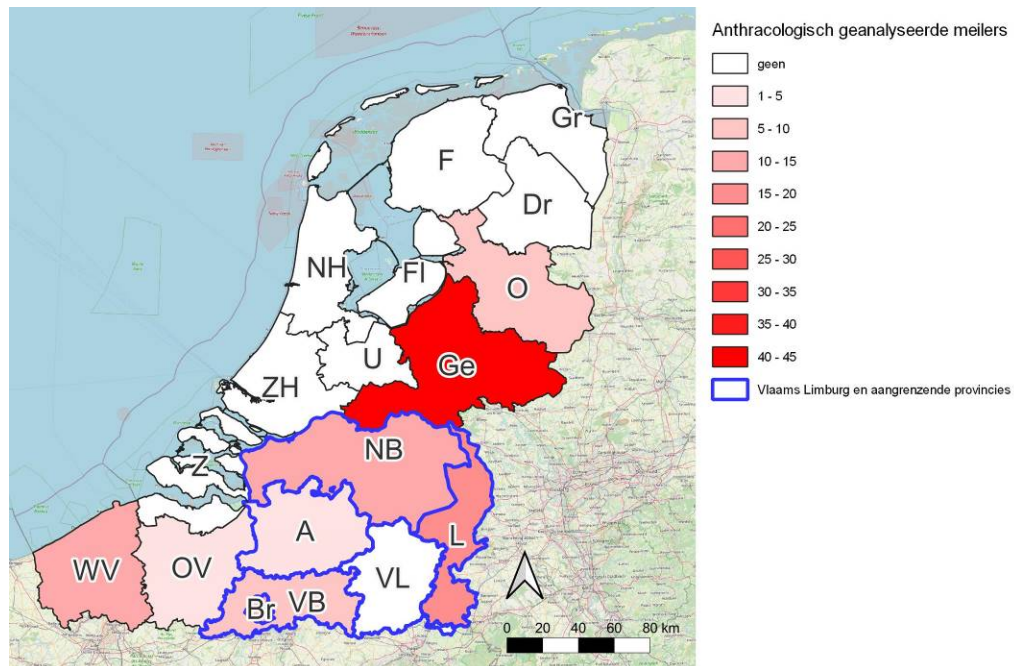 Anthracologisch geanalyseerde meilers
geen
1 - 5
5 - 10
10 - 15
15 - 20
20 - 25
25 - 30
30 - 35
35 - 40
40 - 45
Vlaams Limburg en aangrenzende provincies
Gr
F
Dr
NH
Fl
O
U
Ge
ZH
NB
Z
A
L
WV
OV
VL
Br
VB
0 20 40 60 80 km